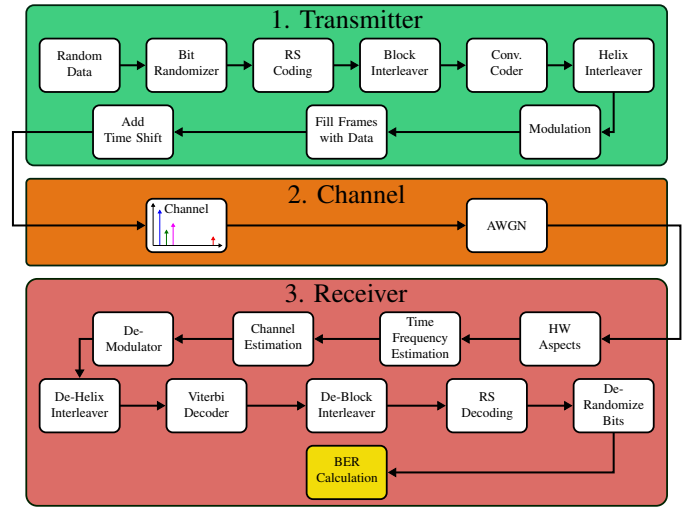 1. Transmitter
Random
Data
Bit
Randomizer
RS
Coding
Block
Interleaver
Conv.
Coder
Helix
Interleaver
Add
Time Shift
Fill Frames
with Data
Modulation
2. Channel
Channel
AWGN
3. Receiver
De-
Modulator
Channel
Estimation
Time
Frequency
Estimation
HW
Aspects
De-Helix
Interleaver
Viterbi
Decoder
De-Block
Interleaver
RS
Decoding
De-
Randomize
Bits
BER
Calculation